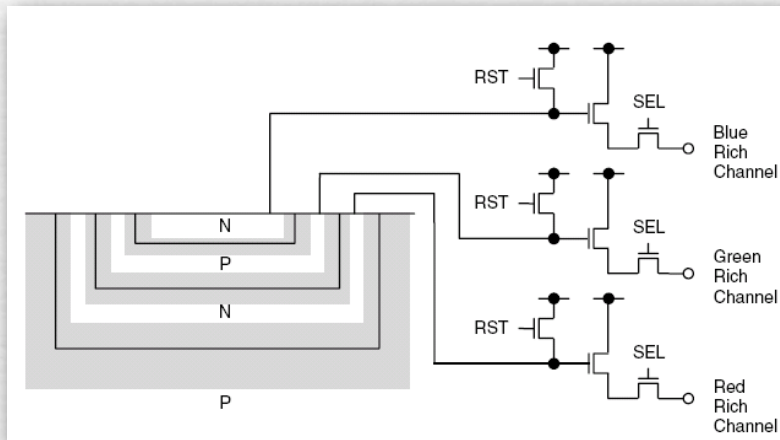 RST
SEL
Blue
Rich
Channel
RST
SEL
Green
Rich
Channel
RST
SEL
Red
Rich
Channel
N
P
N
P